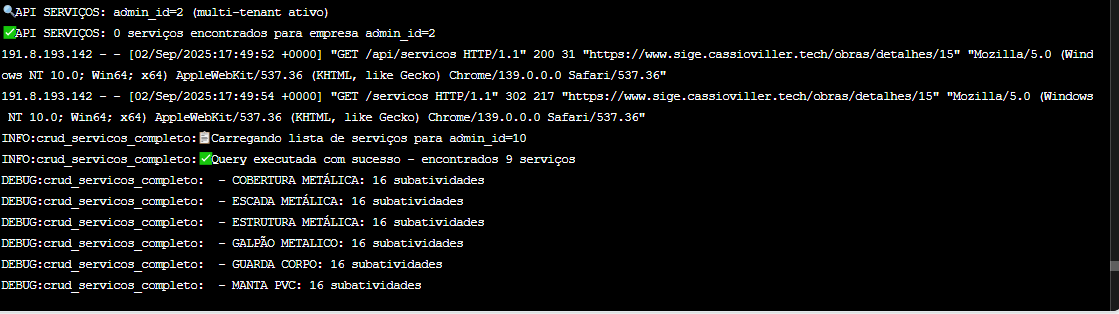 🔍API SERVIÇOS: admin_id=2 (multi-tenant ativo)
✅API SERVIÇOS: 0 serviços encontrados para empresa admin_id=2
191.8.193.142 - - [02/Sep/2025:17:49:52 +0000] "GET /api/servicos HTTP/1.1" 200 31 "https://www.sige.cassioviller.tech/obras/detalhes/15" "Mozilla/5.0 (Wind
ows NT 10.0; Win64; x64) AppleWebKit/537.36 (KHTML, like Gecko) Chrome/139.0.0.0 Safari/537.36"
191.8.193.142 - - [02/Sep/2025:17:49:54 +0000] "GET /servicos HTTP/1.1" 302 217 "https://www.sige.cassioviller.tech/obras/detalhes/15" "Mozilla/5.0 (Windows
 NT 10.0; Win64; x64) AppleWebKit/537.36 (KHTML, like Gecko) Chrome/139.0.0.0 Safari/537.36"
INFO:crud_servicos_completo:📋Carregando lista de serviços para admin_id=10
INFO:crud_servicos_completo:✅Query executada com sucesso - encontrados 9 serviços
DEBUG:crud_servicos_completo:  - COBERTURA METÁLICA: 16 subatividades
DEBUG:crud_servicos_completo:  - ESCADA METÁLICA: 16 subatividades
DEBUG:crud_servicos_completo:  - ESTRUTURA METÁLICA: 16 subatividades
DEBUG:crud_servicos_completo:  - GALPÃO METALICO: 16 subatividades
DEBUG:crud_servicos_completo:  - GUARDA CORPO: 16 subatividades
DEBUG:crud_servicos_completo:  - MANTA PVC: 16 subatividades